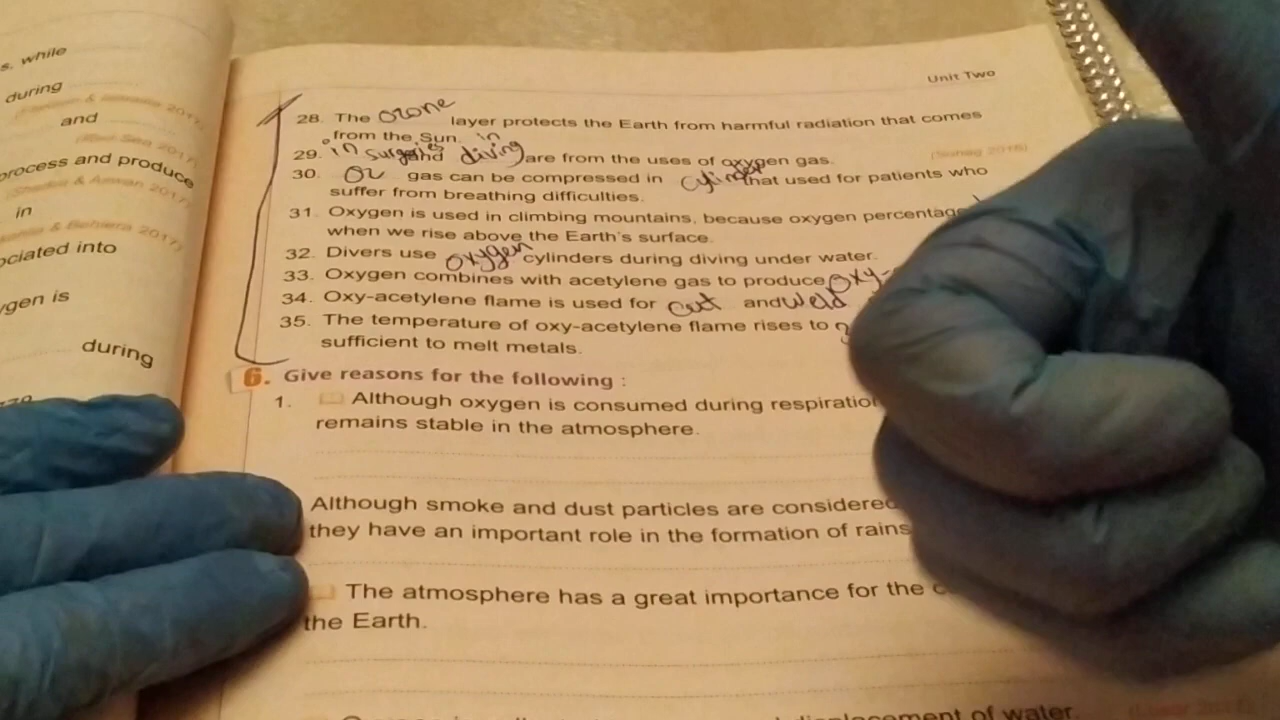 s, while
during
and
process and produce
in
ociated into
ygen is
during
Unit Two
28. The ozone layer protects the Earth from harmful radiation that comes
from the Sun.
29. in surgeries and in diving are from the uses of oxygen gas. (Sohag 2016)
30. O2 gas can be compressed in cylinder that used for patients who
suffer from breathing difficulties.
31. Oxygen is used in climbing mountains, because oxygen percentage
when we rise above the Earth's surface.
32. Divers use oxygen cylinders during diving under water.
33. Oxygen combines with acetylene gas to produce Oxy-
34. Oxy-acetylene flame is used for cut and weld
35. The temperature of oxy-acetylene flame rises to
sufficient to melt metals.
6. Give reasons for the following :
1. Although oxygen is consumed during respiratio
remains stable in the atmosphere.
Although smoke and dust particles are considered
they have an important role in the formation of rains
The atmosphere has a great importance for the
the Earth.
displacement of water